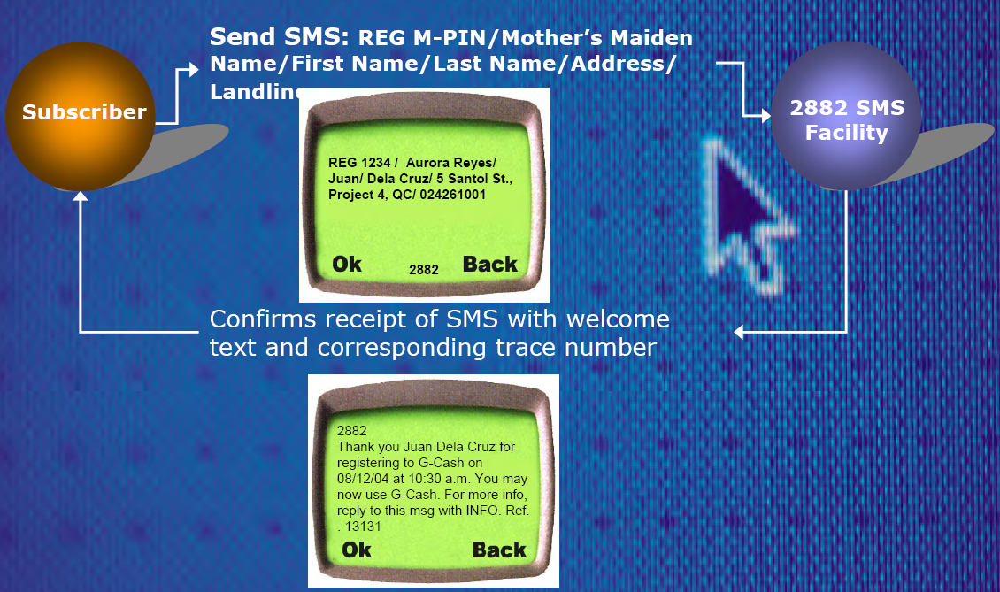 Send SMS: REG M-PIN/Mother's Maiden
Name/First Name/Last Name/Address/
Landline
Subscriber
2882 SMS
Facility
REG 1234 / Aurora Reyes/
Juan/ Dela Cruz/ 5 Santol St.,
Project 4, QC/ 024261001
Ok 2882 Back
Confirms receipt of SMS with welcome
text and corresponding trace number
2882
Thank you Juan Dela Cruz for
registering to G-Cash on
08/12/04 at 10:30 a.m. You may
now use G-Cash. For more info,
reply to this msg with INFO. Ref.
. 13131
Ok Back